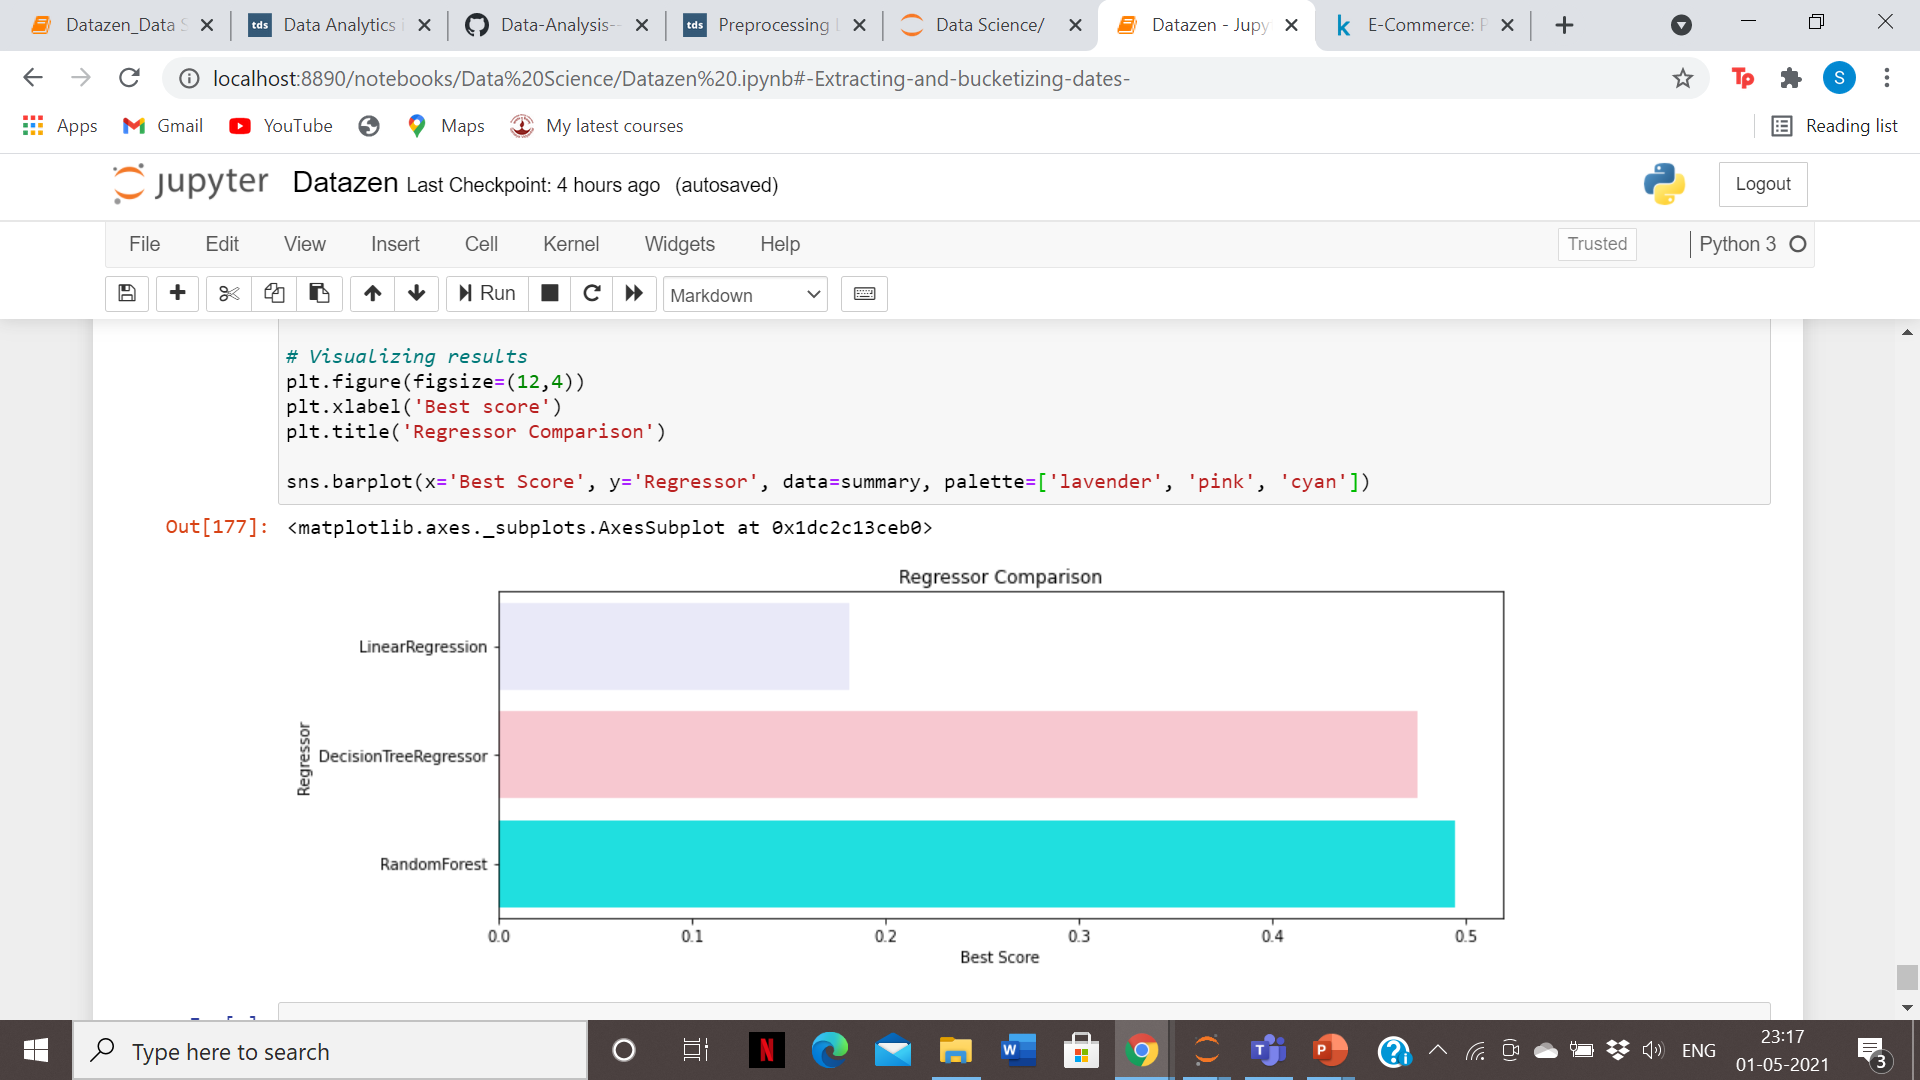 Datazen_Data S
tds Data Analytics i
Data-Analysis--
tds Preprocessing
Data Science/
Datazen - Jupy
k E-Commerce: P
localhost:8890/notebooks/Data%20Science/Datazen%20.ipynb#-Extracting-and-bucketizing-dates-
Tp
S
Apps
Gmail
YouTube
Maps
My latest courses
Reading list
jupyter Datazen Last Checkpoint: 4 hours ago (autosaved)
Logout
File Edit View Insert Cell Kernel Widgets Help
Trusted
Python 3
Run
Markdown
# Visualizing results
plt.figure(figsize=(12,4))
plt.xlabel('Best score')
plt.title('Regressor Comparison')
sns.barplot(x='Best Score', y='Regressor', data=summary, palette=['lavender', 'pink', 'cyan'])
Out[177]: <matplotlib.axes._subplots.AxesSubplot at 0x1dc2c13ceb0>
Regressor Comparison
LinearRegression
Regressor
DecisionTreeRegressor
RandomForest
0.0 0.1 0.2 0.3 0.4 0.5
Best Score
Type here to search
N
W
T
P
ENG
23:17
01-05-2021
3